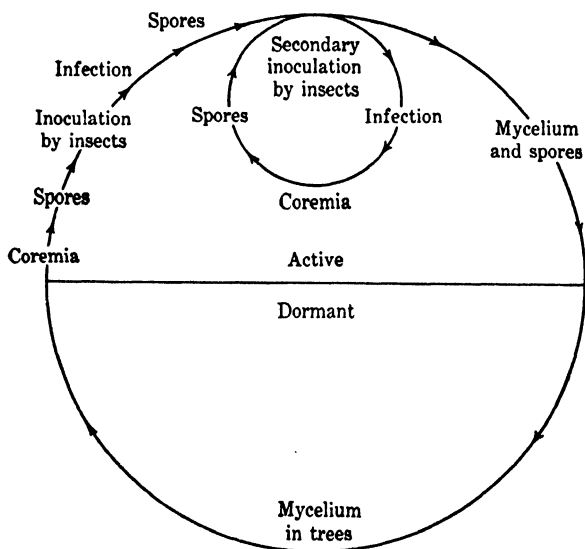 Spores
Secondary
inoculation
by insects
Infection
Inoculation
by insects
Spores
Infection
Mycelium
and spores
Spores
Coremia
Coremia
Active
Dormant
Mycelium
in trees